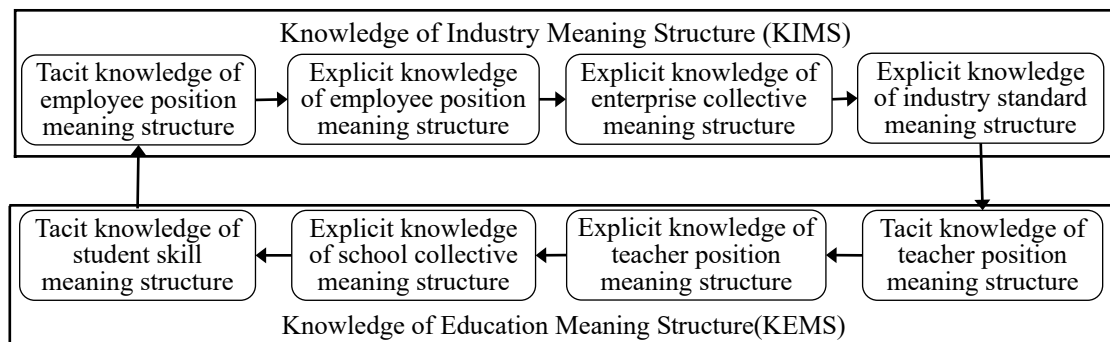 Knowledge of Industry Meaning Structure (KIMS)
Tacit knowledge of
employee position
meaning structure
Explicit knowledge
of employee position
meaning structure
Explicit knowledge of
enterprise collective
meaning structure
Explicit knowledge
of industry standard
meaning structure
Tacit knowledge of
student skill
meaning structure
Explicit knowledge
of school collective
meaning structure
Explicit knowledge of
teacher position
meaning structure
Tacit knowledge of
teacher position
meaning structure
Knowledge of Education Meaning Structure(KEMS)